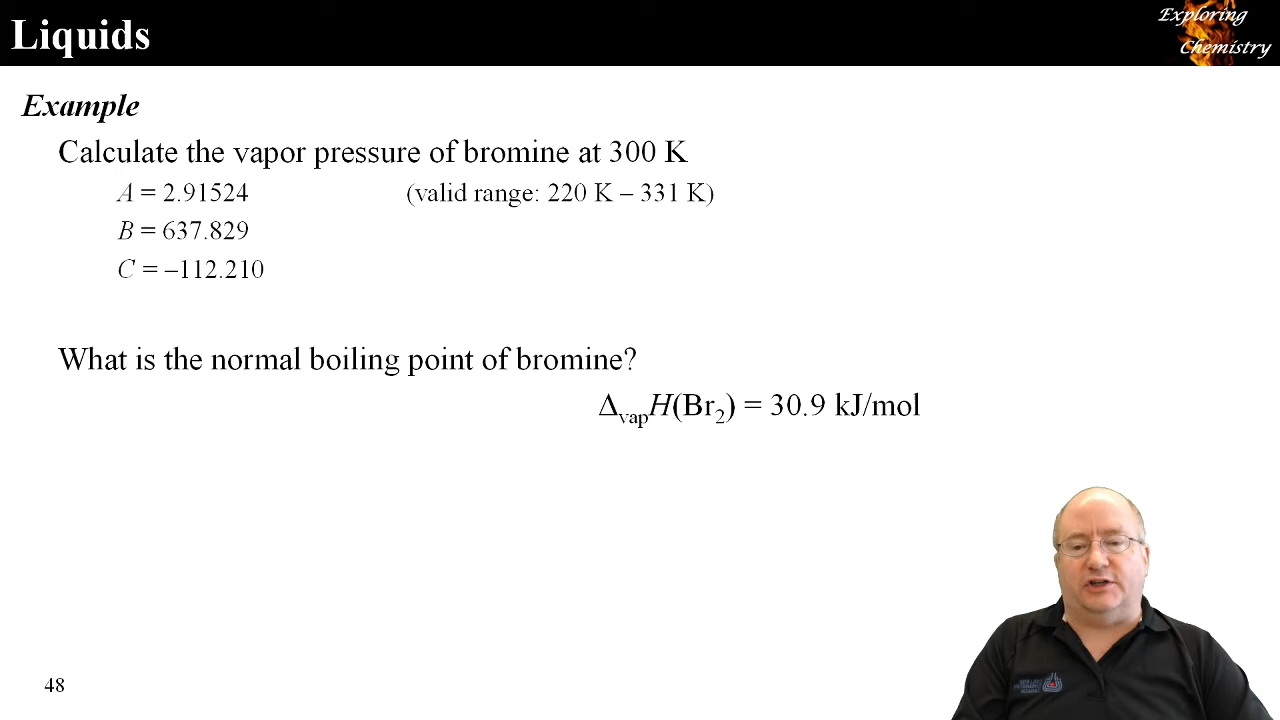 Liquids
Exploring
Chemistry
Example
Calculate the vapor pressure of bromine at 300 K
A = 2.91524 (valid range: 220 K – 331 K)
B = 637.829
C = –112.210
What is the normal boiling point of bromine?
ΔvapH(Br2) = 30.9 kJ/mol
48